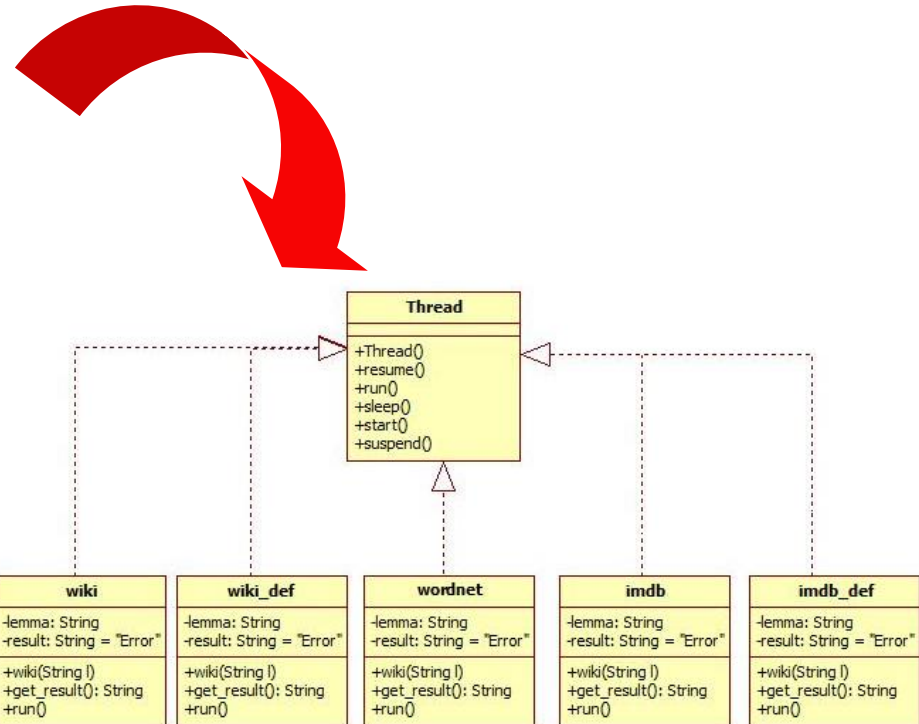 Thread
+Thread()
+resume()
+run()
+sleep()
+start()
+suspend()
wiki
-lemma: String
-result: String = "Error"
+wiki(String l)
+get_result(): String
+run()
wiki_def
-lemma: String
-result: String = "Error"
+wiki(String l)
+get_result(): String
+run()
wordnet
-lemma: String
-result: String = "Error"
+wiki(String l)
+get_result(): String
+run()
imdb
-lemma: String
-result: String = "Error"
+wiki(String l)
+get_result(): String
+run()
imdb_def
-lemma: String
-result: String = "Error"
+wiki(String l)
+get_result(): String
+run()